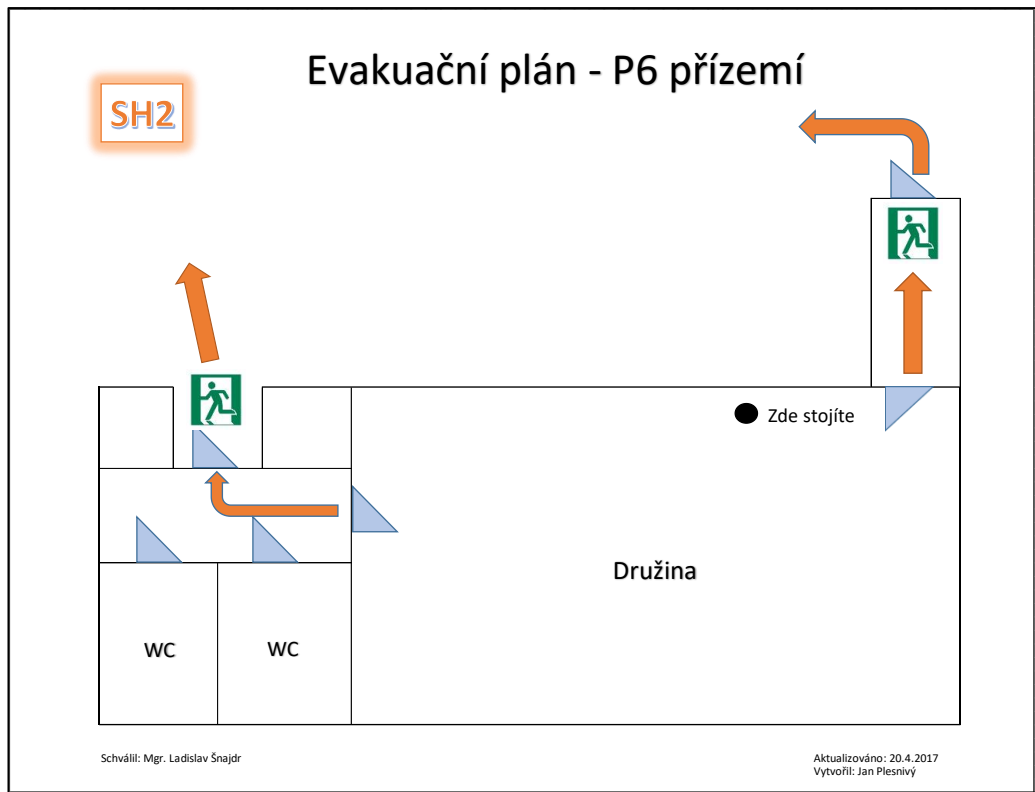 Evakuační plán - P6 přízemí
SH2
Zde stojíte
Družina
WC
WC
Schválil: Mgr. Ladislav Šnajdr
Aktualizováno: 20.4.2017
Vytvořil: Jan Plesnivý